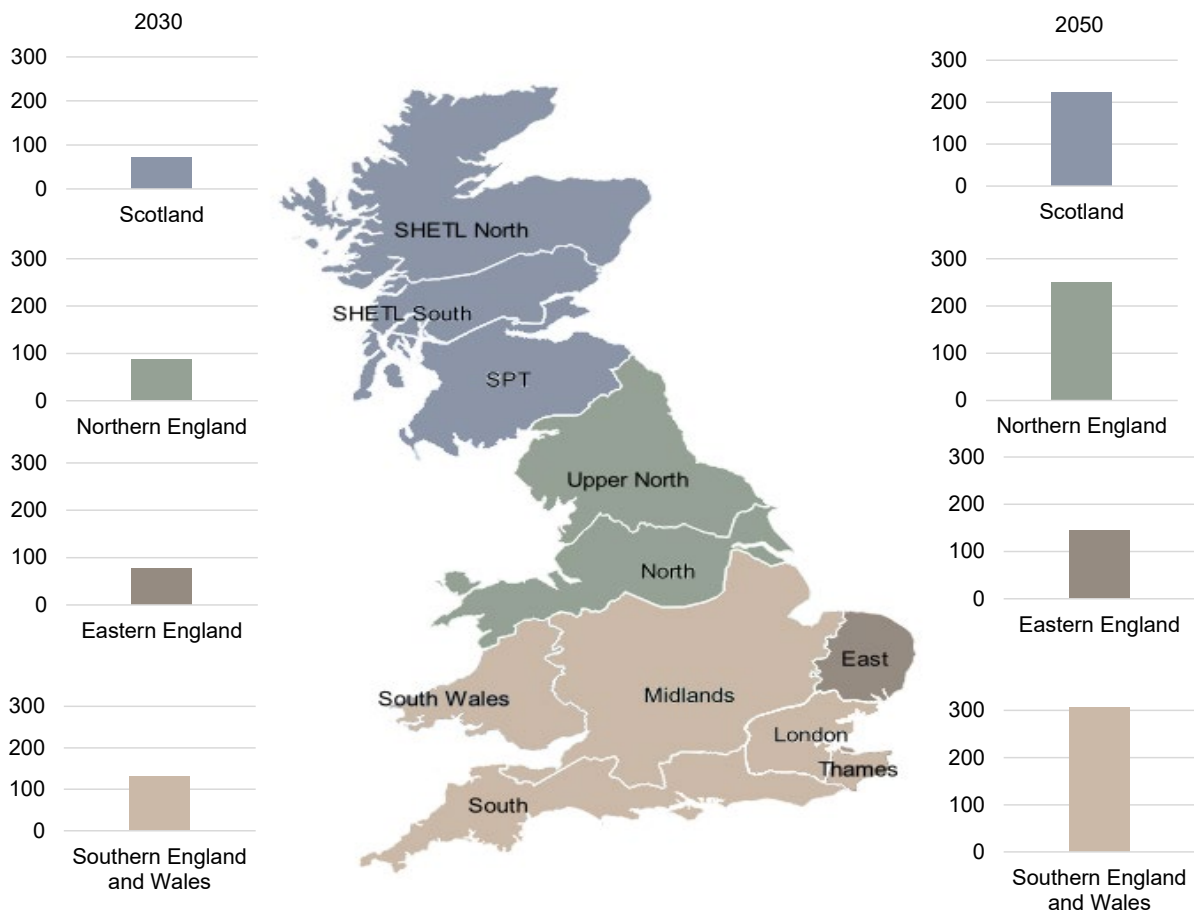 2030
300
200
100
0
Scotland
300
200
100
0
Northern England
300
200
100
0
Eastern England
300
200
100
0
Southern England
and Wales
SHETL North
SHETL South
SPT
Upper North
North
East
South Wales
Midlands
London
Thames
South
2050
300
200
100
0
Scotland
300
200
100
0
Northern England
300
200
100
0
Eastern England
300
200
100
0
Southern England
and Wales